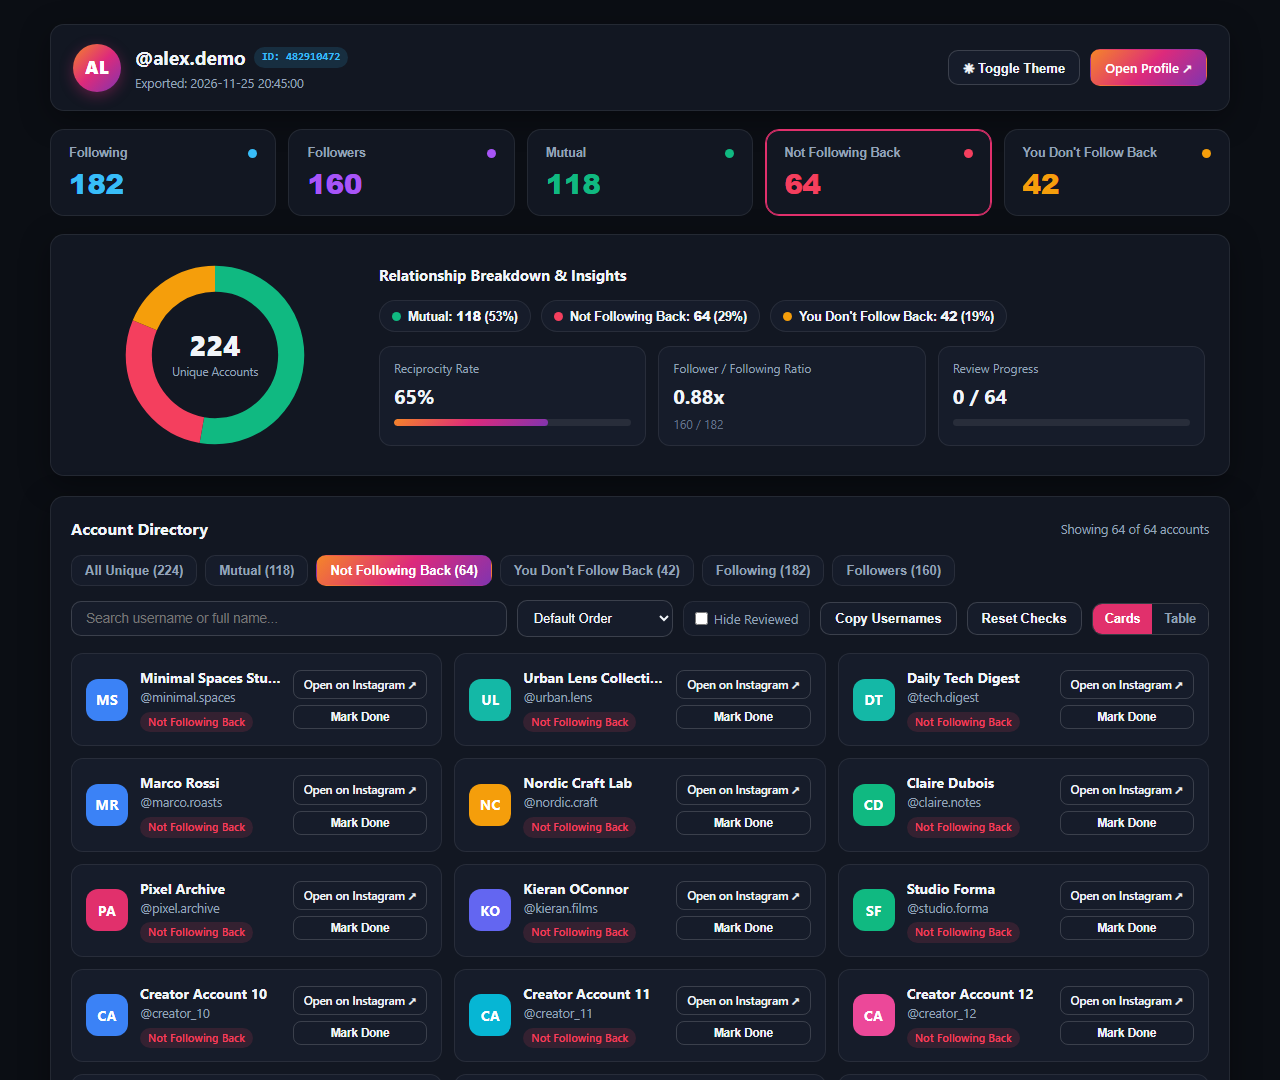 AL
@alex.demo ID: 482910472
Exported: 2026-11-25 20:45:00
☀ Toggle Theme
Open Profile ↗
Following
182
Followers
160
Mutual
118
Not Following Back
64
You Don't Follow Back
42
224
Unique Accounts
Relationship Breakdown & Insights
Mutual: 118 (53%)
Not Following Back: 64 (29%)
You Don't Follow Back: 42 (19%)
Reciprocity Rate
65%
Follower / Following Ratio
0.88x
160 / 182
Review Progress
0 / 64
Account Directory
Showing 64 of 64 accounts
All Unique (224)
Mutual (118)
Not Following Back (64)
You Don't Follow Back (42)
Following (182)
Followers (160)
Search username or full name...
Default Order
Hide Reviewed
Copy Usernames
Reset Checks
Cards
Table
MS
Minimal Spaces Stu...
@minimal.spaces
Not Following Back
Open on Instagram ↗
Mark Done
UL
Urban Lens Collecti...
@urban.lens
Not Following Back
Open on Instagram ↗
Mark Done
DT
Daily Tech Digest
@tech.digest
Not Following Back
Open on Instagram ↗
Mark Done
MR
Marco Rossi
@marco.roasts
Not Following Back
Open on Instagram ↗
Mark Done
NC
Nordic Craft Lab
@nordic.craft
Not Following Back
Open on Instagram ↗
Mark Done
CD
Claire Dubois
@claire.notes
Not Following Back
Open on Instagram ↗
Mark Done
PA
Pixel Archive
@pixel.archive
Not Following Back
Open on Instagram ↗
Mark Done
KO
Kieran OConnor
@kieran.films
Not Following Back
Open on Instagram ↗
Mark Done
SF
Studio Forma
@studio.forma
Not Following Back
Open on Instagram ↗
Mark Done
CA
Creator Account 10
@creator_10
Not Following Back
Open on Instagram ↗
Mark Done
CA
Creator Account 11
@creator_11
Not Following Back
Open on Instagram ↗
Mark Done
CA
Creator Account 12
@creator_12
Not Following Back
Open on Instagram ↗
Mark Done